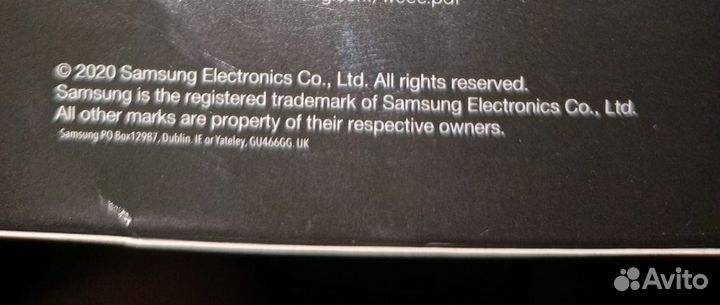 © 2020 Samsung Electronics Co., Ltd. All rights reserved.
Samsung is the registered trademark of Samsung Electronics Co., Ltd.
All other marks are property of their respective owners.
Samsung PO Box12987, Dublin. IE or Yateley, GU466GG. UK
Avito